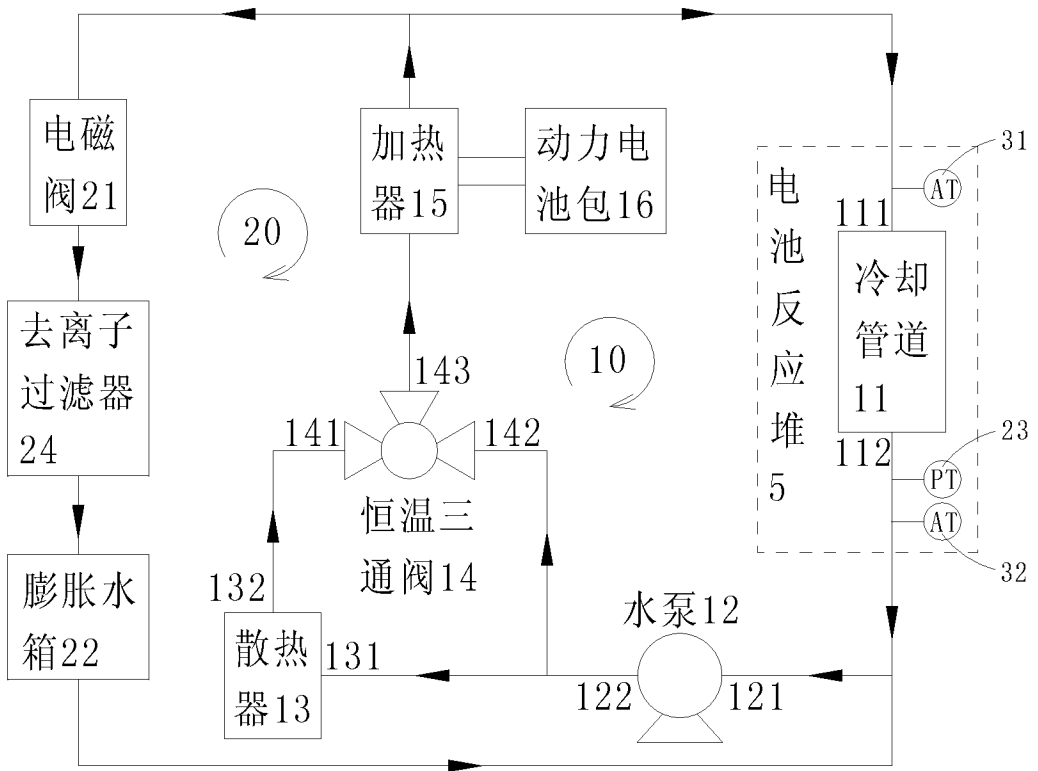 电磁
阀21
加热
器15
动力电
池包16
31
AT
电
池
反
应
堆
5
111
冷却
管道
11
112
23
PT
AT
32
20
10
去离子
过滤器
24
143
141
142
恒温三
通阀14
膨胀水
箱22
132
散热
器13
131
水泵12
122
121